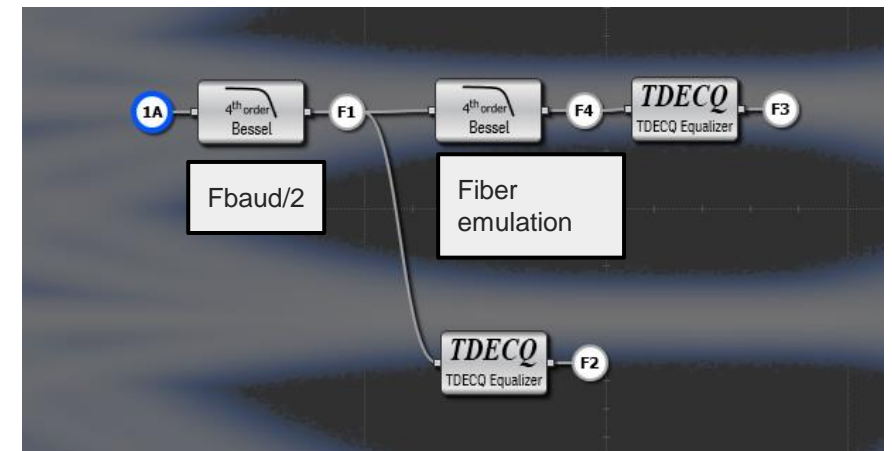 1A
4th order
Bessel
F1
4th order
Bessel
F4
TDECQ
TDECQ Equalizer
F3
Fbaud/2
Fiber
emulation
TDECQ
TDECQ Equalizer
F2